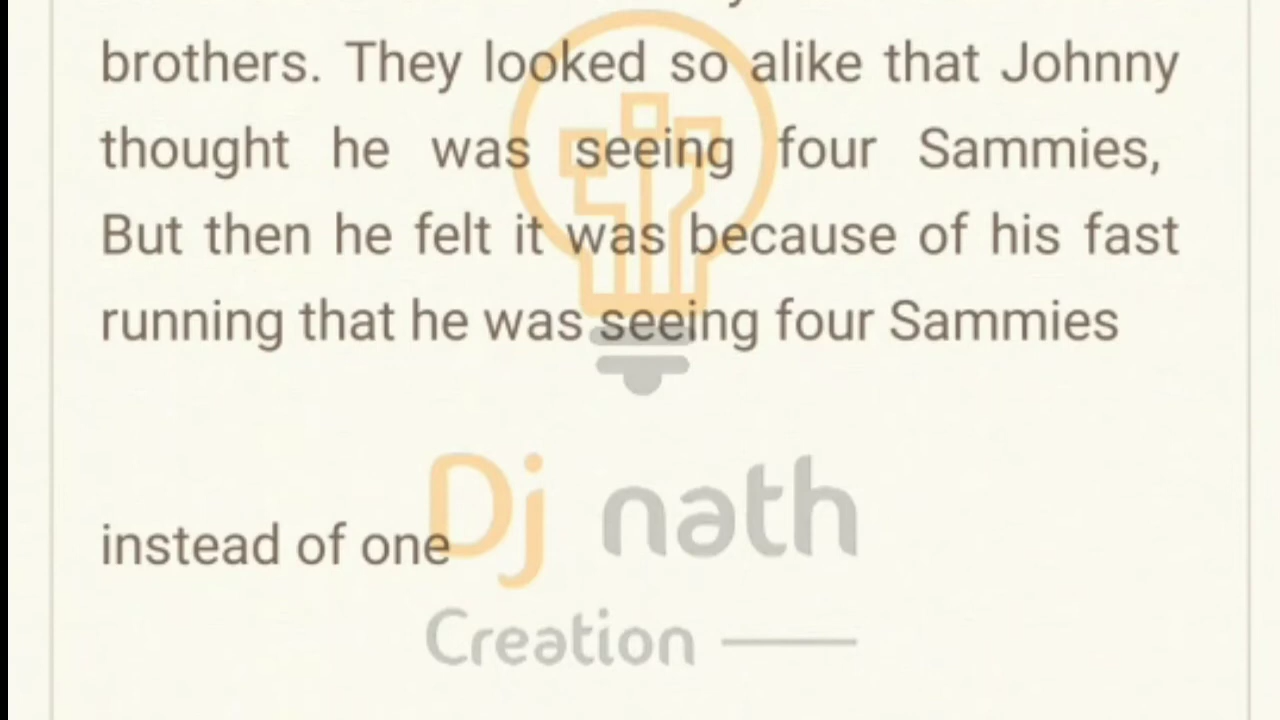 brothers. They looked so alike that Johnny
thought he was seeing four Sammies,
But then he felt it was because of his fast
running that he was seeing four Sammies
instead of one
Dj nath
Creation